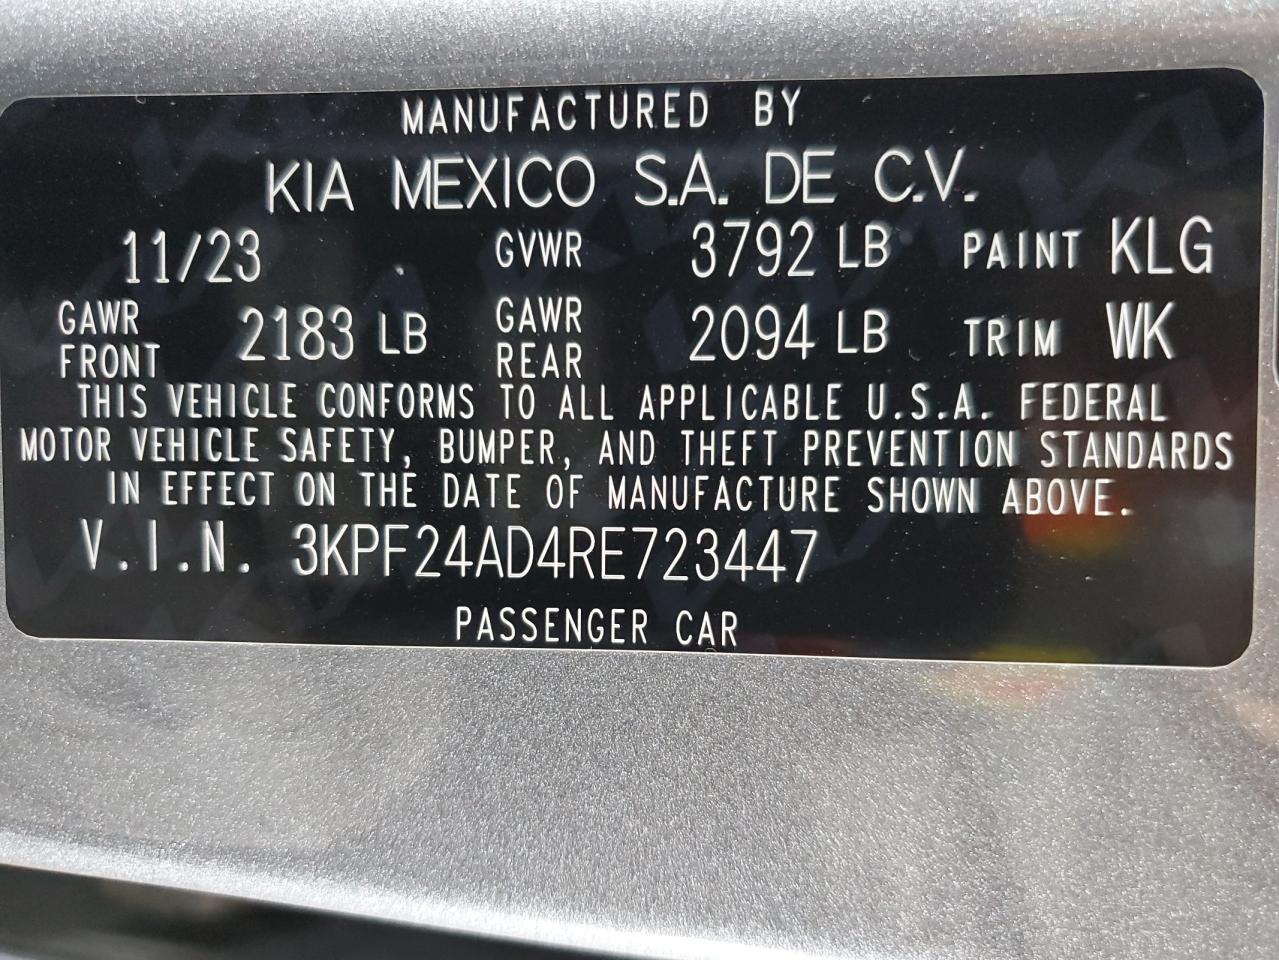 MANUFACTURED BY
KIA MEXICO S.A. DE C.V.
11/23 GVWR 3792 LB PAINT KLG
GAWR FRONT 2183 LB GAWR REAR 2094 LB TRIM WK
THIS VEHICLE CONFORMS TO ALL APPLICABLE U.S.A. FEDERAL
MOTOR VEHICLE SAFETY, BUMPER, AND THEFT PREVENTION STANDARDS
IN EFFECT ON THE DATE OF MANUFACTURE SHOWN ABOVE.
V.I.N. 3KPF24AD4RE723447
PASSENGER CAR